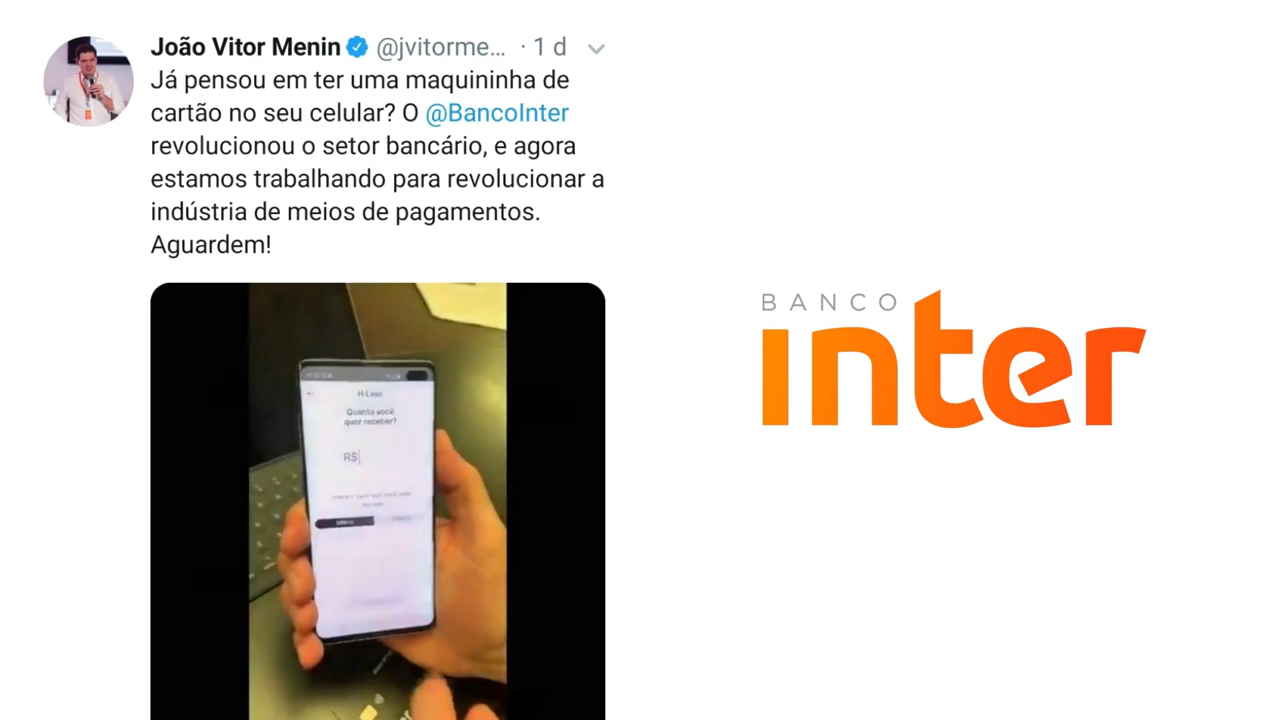 João Vitor Menin @jvitorme... · 1 d
Já pensou em ter uma maquininha de
cartão no seu celular? O @BancoInter
revolucionou o setor bancário, e agora
estamos trabalhando para revolucionar a
indústria de meios de pagamentos.
Aguardem!
Quanto você
quer receber?
R$
BANCO
inter